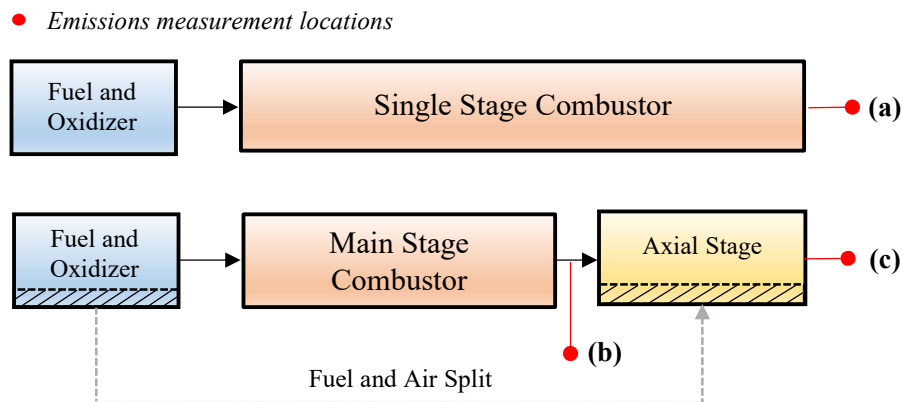 Emissions measurement locations
Fuel and
Oxidizer
Single Stage Combustor
(a)
Fuel and
Oxidizer
Main Stage
Combustor
Axial Stage
(c)
(b)
Fuel and Air Split